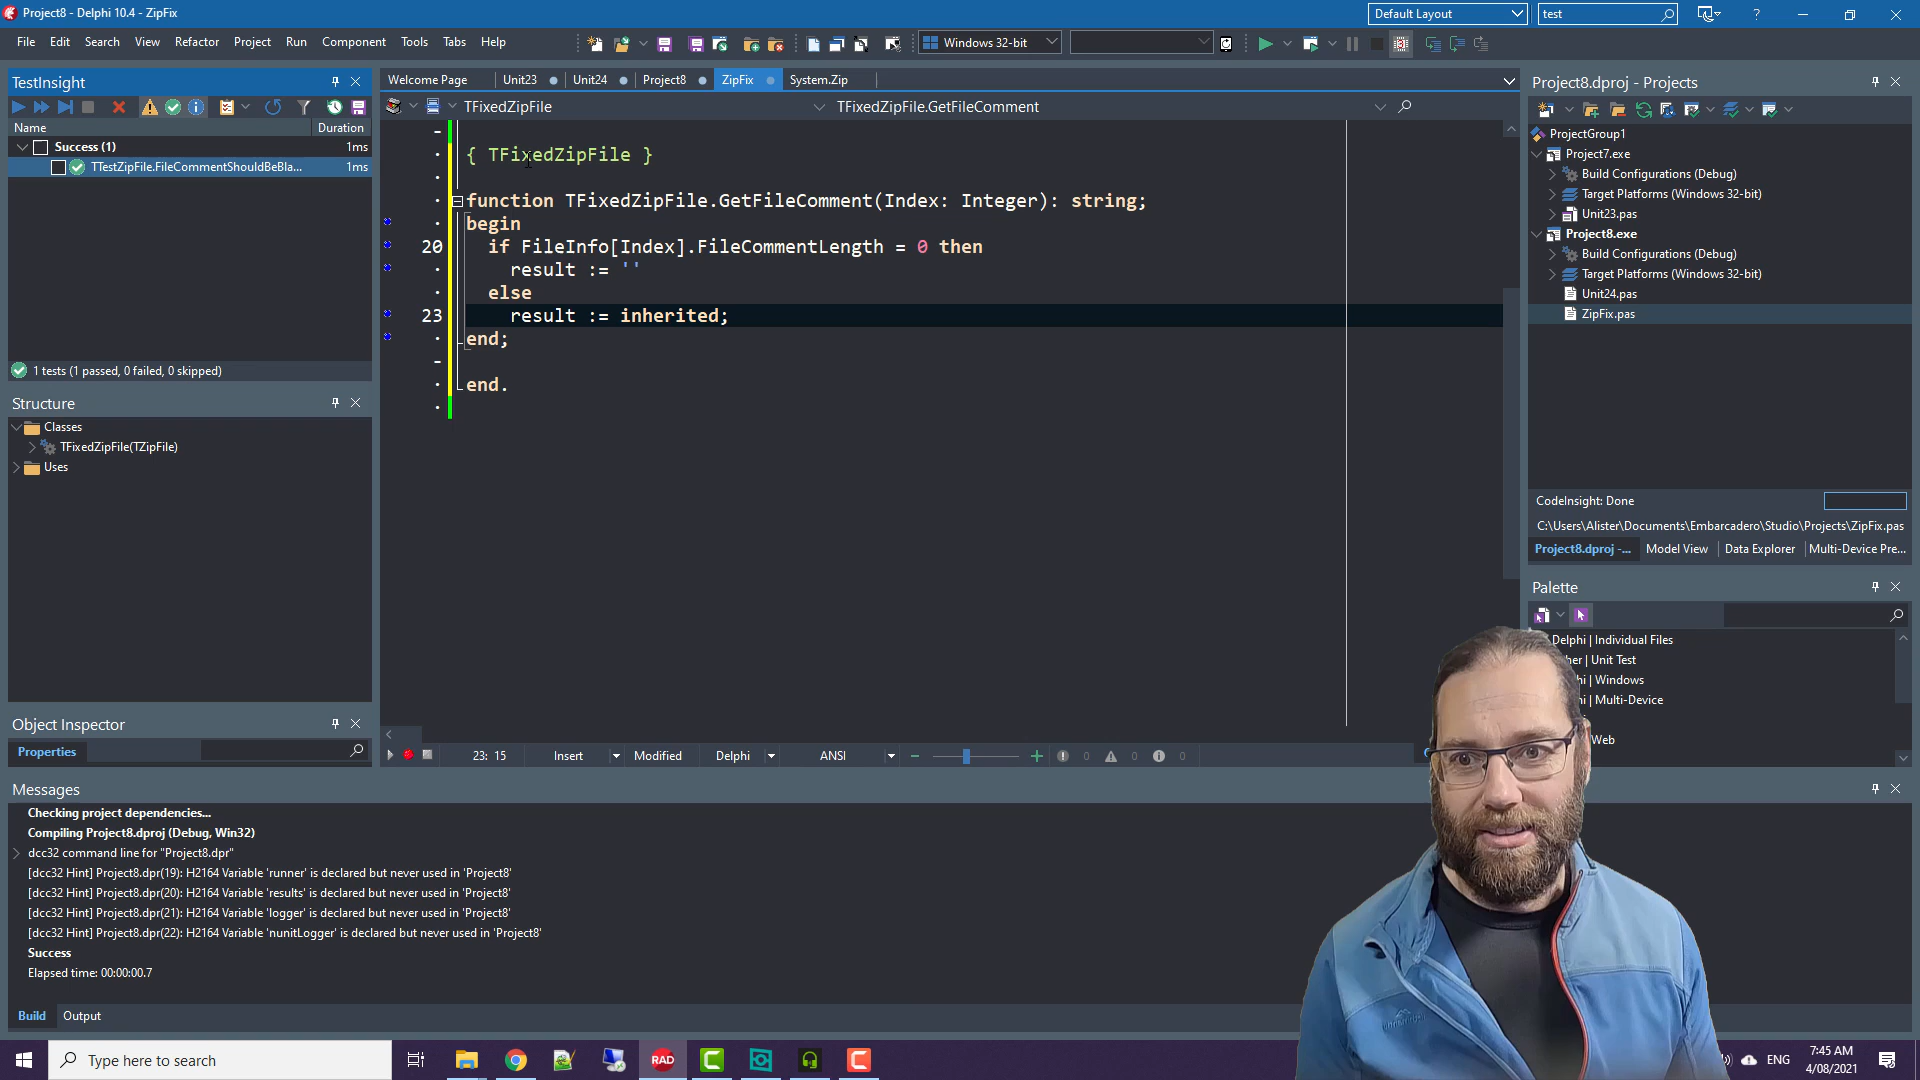 Project8 - Delphi 10.4 - ZipFix
Default Layout
test
File Edit Search View Refactor Project Run Component Tools Tabs Help
Windows 32-bit
TestInsight
Name Duration
Success (1) 1ms
TTestZipFile.FileCommentShouldBeBla... 1ms
1 tests (1 passed, 0 failed, 0 skipped)
Structure
Classes
TFixedZipFile(TZipFile)
Uses
Object Inspector
Properties
Welcome Page Unit23 Unit24 Project8 ZipFix System.Zip
TFixedZipFile TFixedZipFile.GetFileComment
{ TFixedZipFile }
function TFixedZipFile.GetFileComment(Index: Integer): string;
begin
20 if FileInfo[Index].FileCommentLength = 0 then
result := ''
else
23 result := inherited;
end;
end.
23: 15 Insert Modified Delphi ANSI 0 0 0
Project8.dproj - Projects
ProjectGroup1
Project7.exe
Build Configurations (Debug)
Target Platforms (Windows 32-bit)
Unit23.pas
Project8.exe
Build Configurations (Debug)
Target Platforms (Windows 32-bit)
Unit24.pas
ZipFix.pas
CodeInsight: Done
C:\Users\Alister\Documents\Embarcadero\Studio\Projects\ZipFix.pas
Project8.dproj -... Model View Data Explorer Multi-Device Pre...
Palette
Delphi | Individual Files
| Unit Test
| Windows
| Multi-Device
Web
Messages
Checking project dependencies...
Compiling Project8.dproj (Debug, Win32)
dcc32 command line for "Project8.dpr"
[dcc32 Hint] Project8.dpr(19): H2164 Variable 'runner' is declared but never used in 'Project8'
[dcc32 Hint] Project8.dpr(20): H2164 Variable 'results' is declared but never used in 'Project8'
[dcc32 Hint] Project8.dpr(21): H2164 Variable 'logger' is declared but never used in 'Project8'
[dcc32 Hint] Project8.dpr(22): H2164 Variable 'nunitLogger' is declared but never used in 'Project8'
Success
Elapsed time: 00:00:00.7
Build Output
Type here to search
RAD
ENG
7:45 AM
4/08/2021